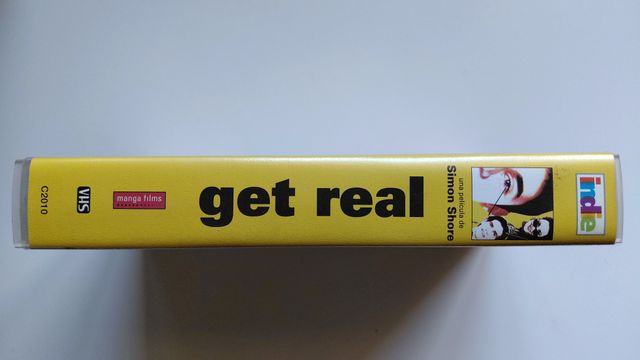 C2010
VHS
manga films
get real
una película de
Simon Shore
indie